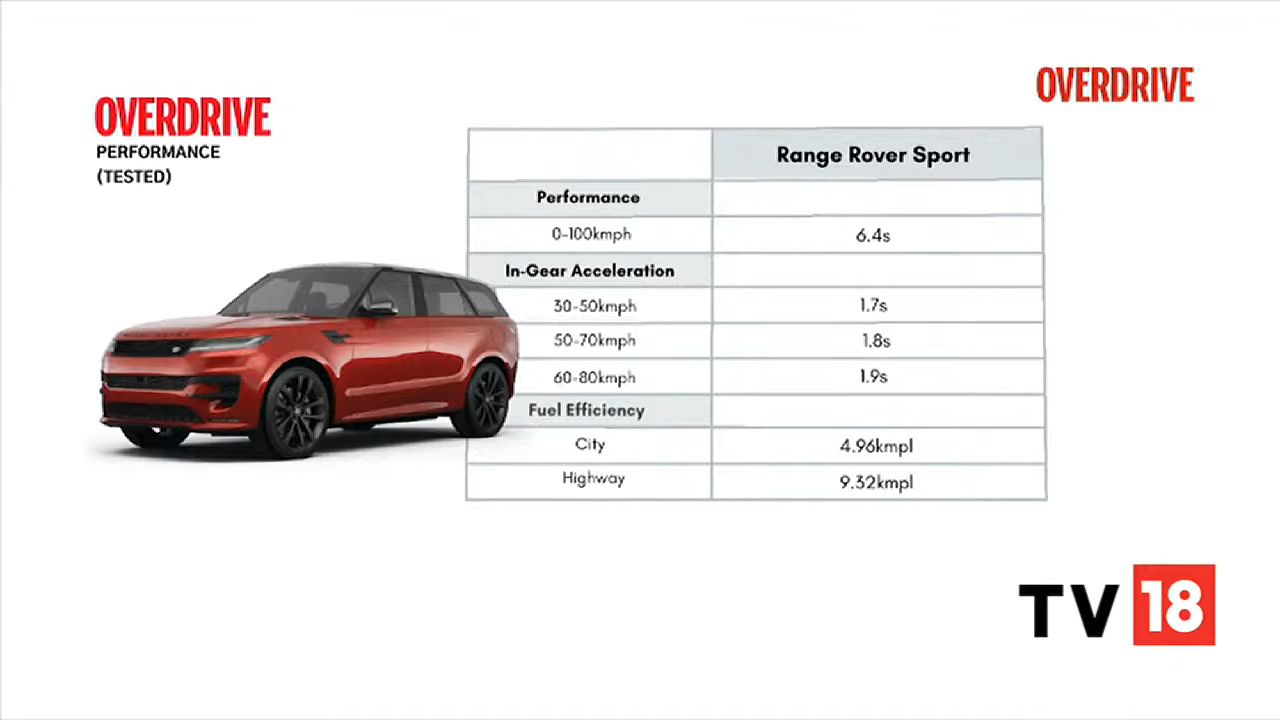 OVERDRIVE
OVERDRIVE
PERFORMANCE
(TESTED)
Range Rover Sport
Performance
0-100kmph 6.4s
In-Gear Acceleration
30-50kmph 1.7s
50-70kmph 1.8s
60-80kmph 1.9s
Fuel Efficiency
City 4.96kmpl
Highway 9.32kmpl
TV 18